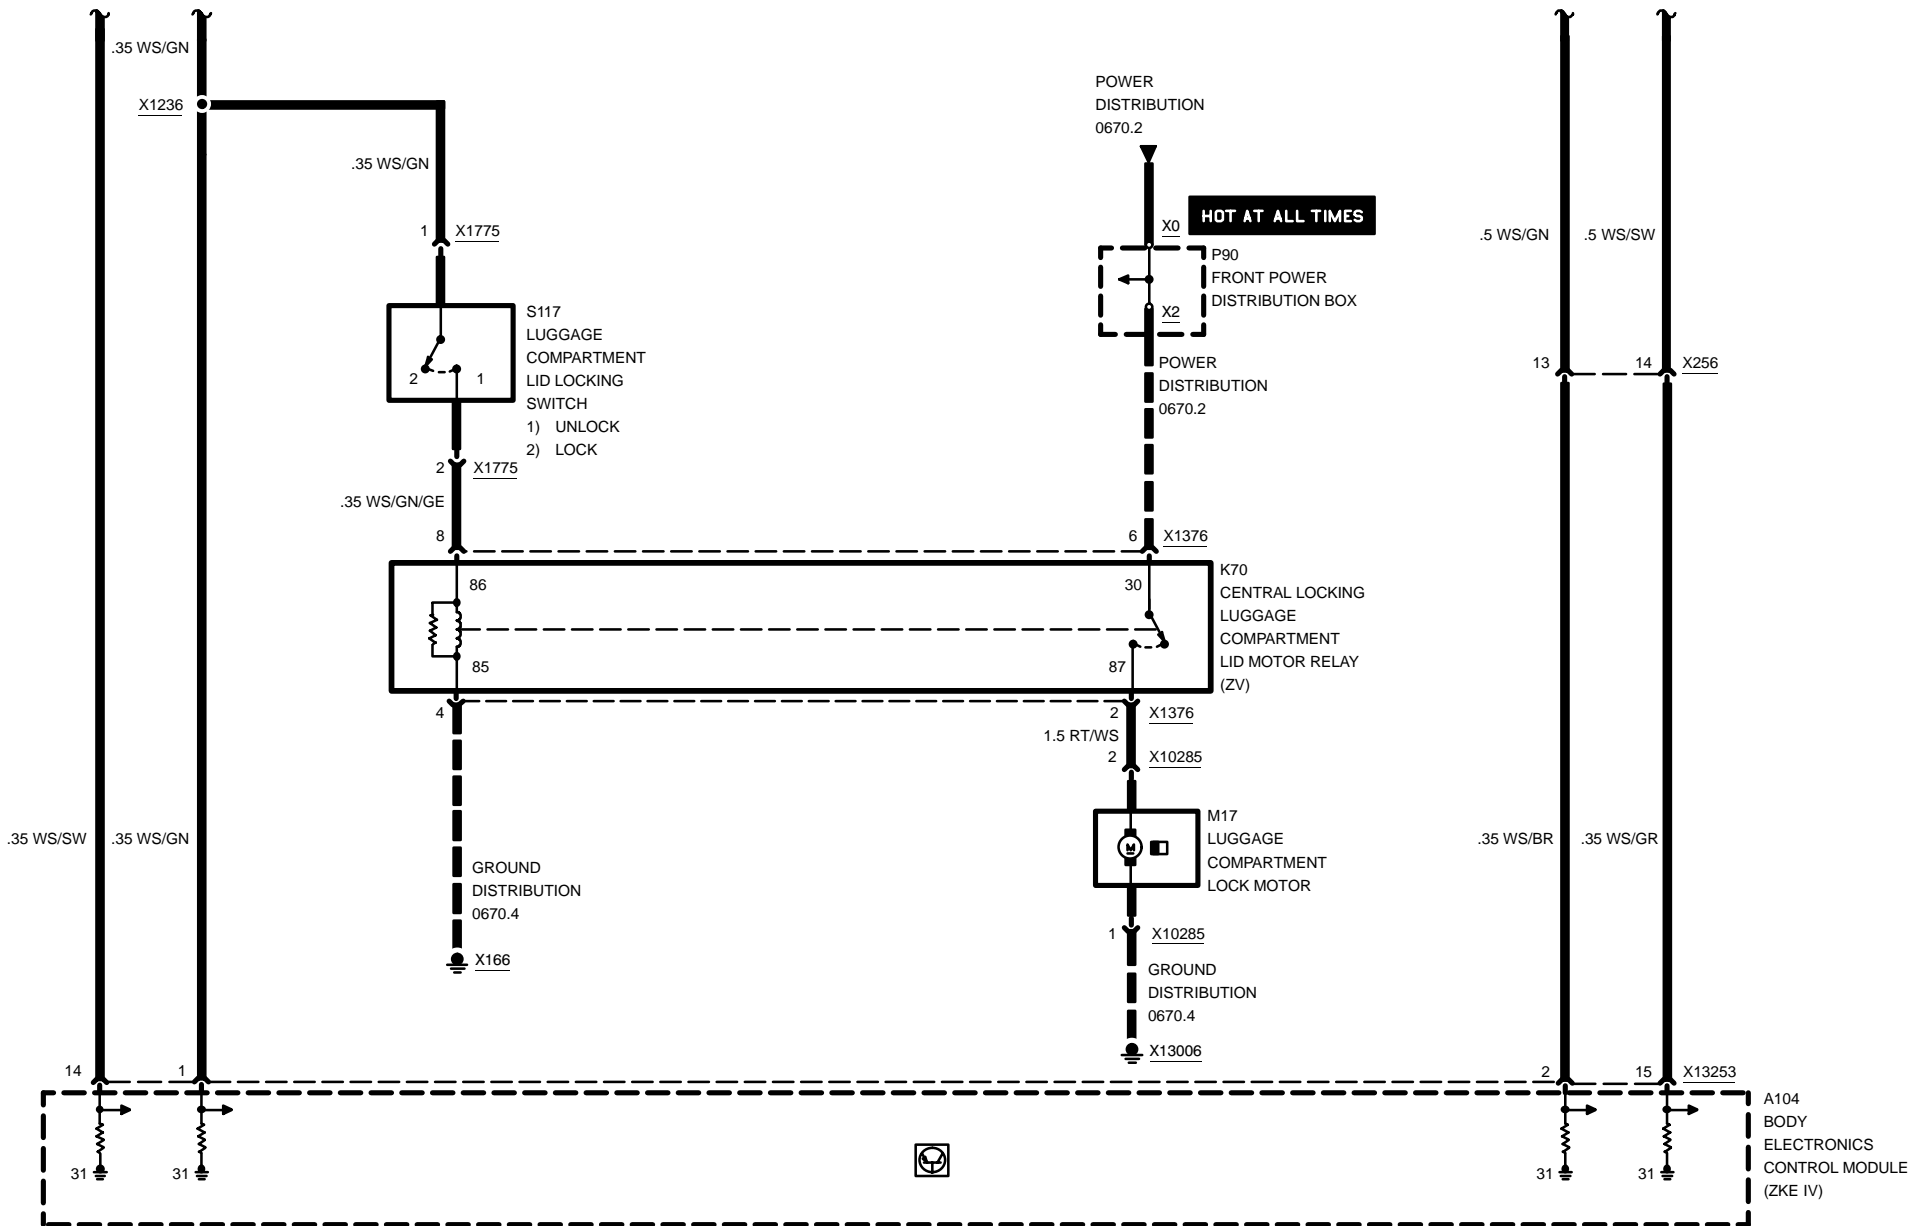 .35 WS/GN
X1236
.35 WS/GN
1 X1775
S117
LUGGAGE
COMPARTMENT
LID LOCKING
SWITCH
1) UNLOCK
2) LOCK
2 1
2 X1775
.35 WS/GN/GE
POWER
DISTRIBUTION
0670.2
HOT AT ALL TIMES
X0
P90
FRONT POWER
DISTRIBUTION BOX
X2
POWER
DISTRIBUTION
0670.2
.5 WS/GN .5 WS/SW
13 14 X256
8 6 X1376
K70
CENTRAL LOCKING
LUGGAGE
COMPARTMENT
LID MOTOR RELAY
(ZV)
86 30
85 87
4 2 X1376
1.5 RT/WS
2 X10285
M17
LUGGAGE
COMPARTMENT
LOCK MOTOR
M
.35 WS/SW .35 WS/GN
.35 WS/BR .35 WS/GR
GROUND
DISTRIBUTION
0670.4
X166
1 X10285
GROUND
DISTRIBUTION
0670.4
X13006
14 1 2 15 X13253
A104
BODY
ELECTRONICS
CONTROL MODULE
(ZKE IV)
31 31 31 31